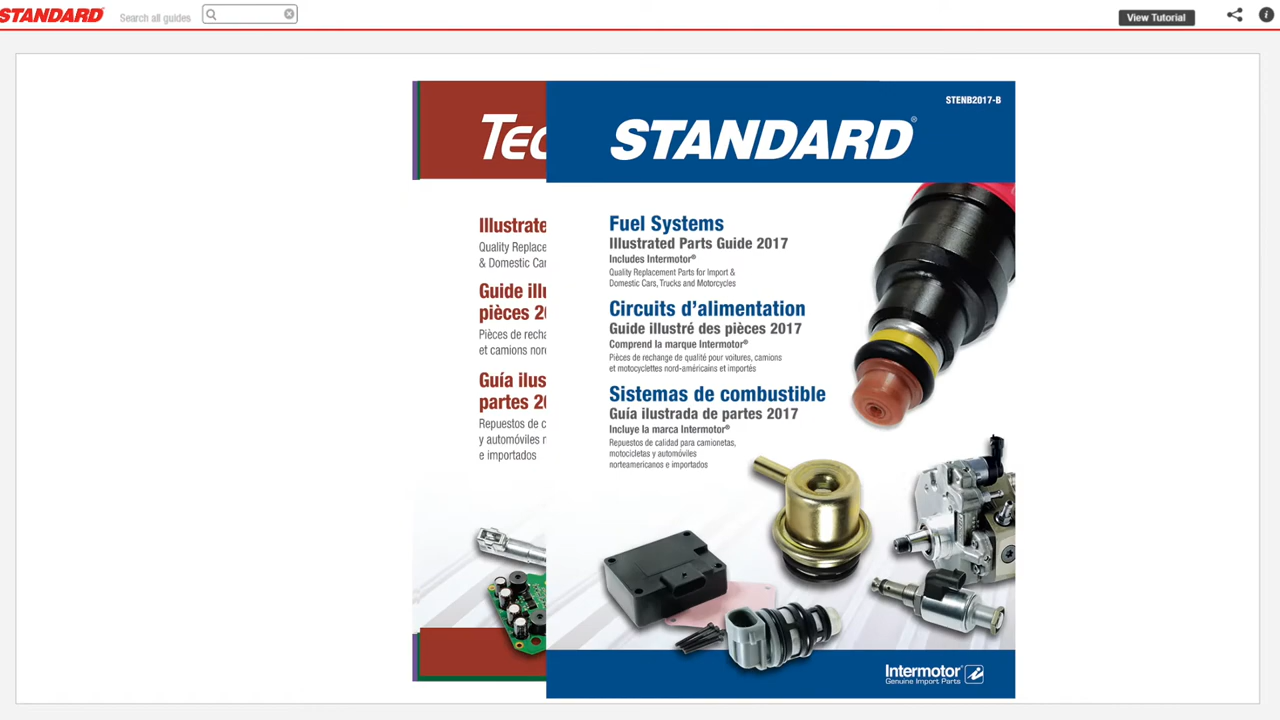 STANDARD
Search all guides
View Tutorial
STENB2017-B
TEC
STANDARD®
Illustrate
Quality Replace
& Domestic Car
Guide illu
pièces 20
Pièces de recha
et camions nor
Guía ilus
partes 20
Repuestos de c
y automóviles n
e importados
Fuel Systems
Illustrated Parts Guide 2017
Includes Intermotor®
Quality Replacement Parts for Import &
Domestic Cars, Trucks and Motorcycles
Circuits d'alimentation
Guide illustré des pièces 2017
Comprend la marque Intermotor®
Pièces de rechange de qualité pour voitures, camions
et motocyclettes nord-américains et importés
Sistemas de combustible
Guía ilustrada de partes 2017
Incluye la marca Intermotor®
Repuestos de calidad para camionetas,
motocicletas y automóviles
norteamericanos e importados
Intermotor®
Genuine Import Parts